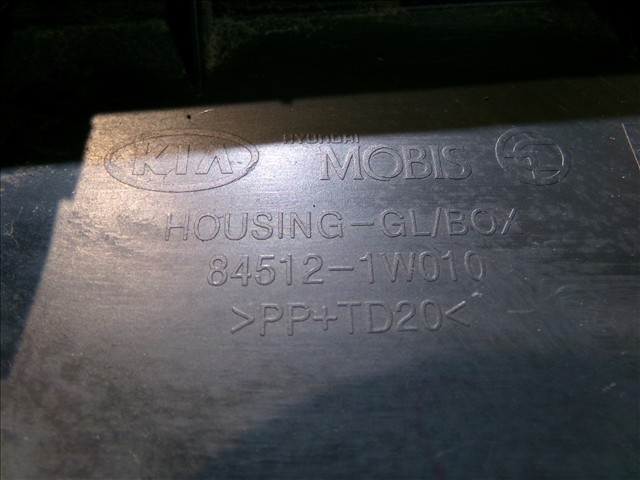 KIA HYUNDAI MOBIS
HOUSING-GL/BOX
84512-1W010
>PP+TD20<